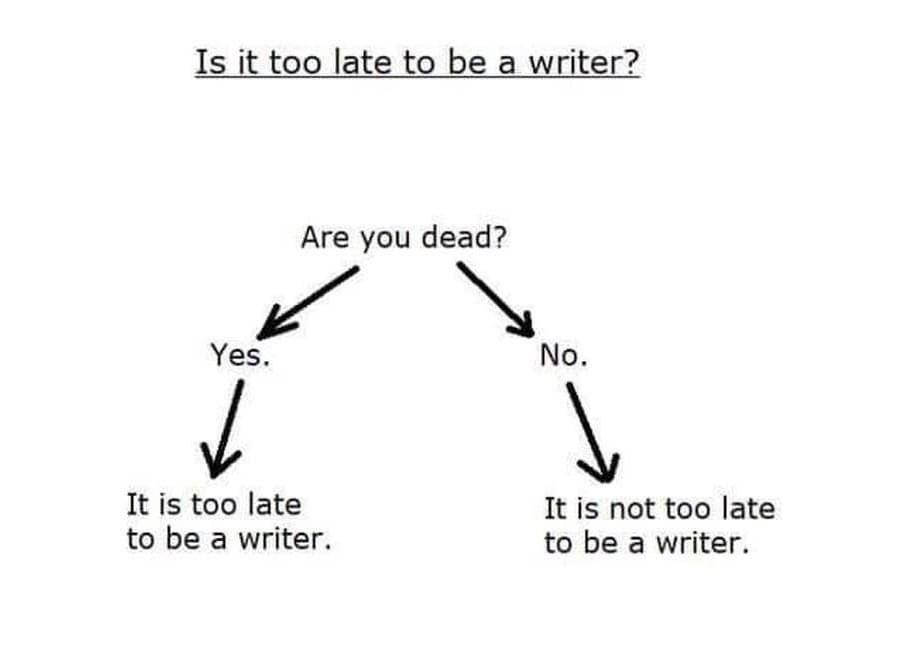 Is it too late to be a writer?
Are you dead?
Yes.
No.
It is too late
to be a writer.
It is not too late
to be a writer.